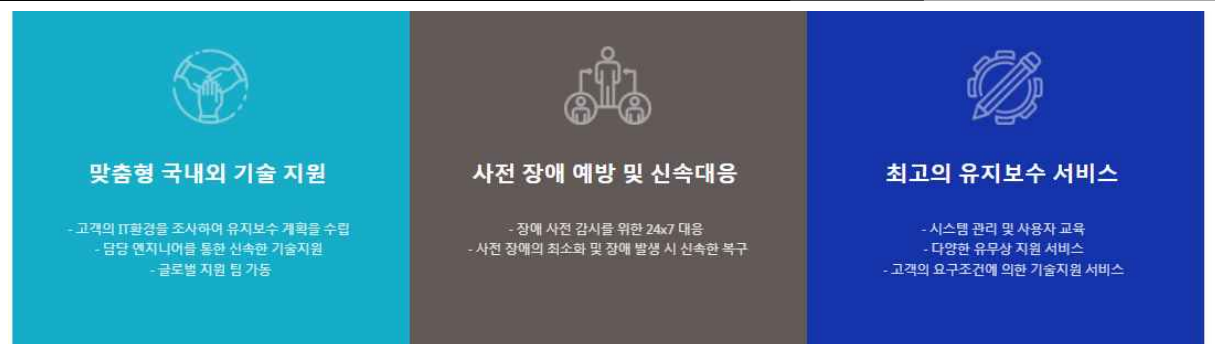 맞춤형 국내외 기술 지원
- 고객의 IT환경을 조사하여 유지보수 계획을 수립
- 담당 엔지니어를 통한 신속한 기술지원
- 글로벌 지원 팀 가동
사전 장애 예방 및 신속대응
- 장애 사전 감시를 위한 24x7 대응
- 사전 장애의 최소화 및 장애 발생 시 신속한 복구
최고의 유지보수 서비스
- 시스템 관리 및 사용자 교육
- 다양한 유무상 지원 서비스
- 고객의 요구조건에 의한 기술지원 서비스